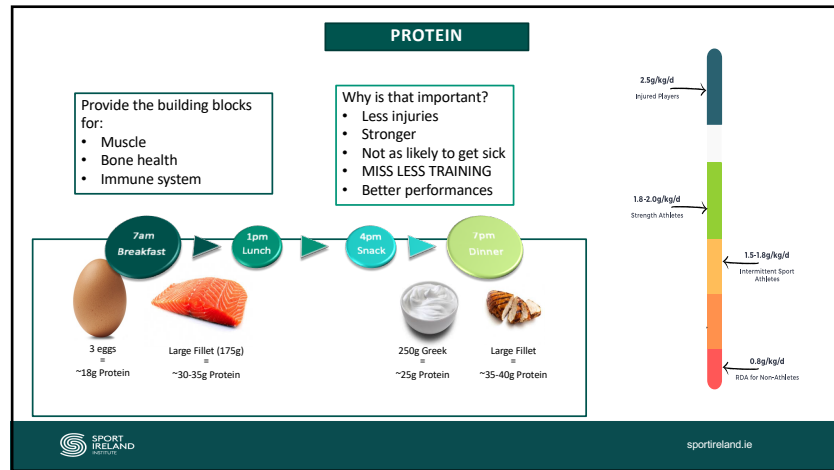 PROTEIN
Provide the building blocks
for:
• Muscle
• Bone health
• Immune system
Why is that important?
• Less injuries
• Stronger
• Not as likely to get sick
• MISS LESS TRAINING
• Better performances
2.5g/kg/d
Injured Players
1.8-2.0g/kg/d
Strength Athletes
1.5-1.8g/kg/d
Intermittent Sport
Athletes
0.8g/kg/d
RDA for Non-Athletes
7am
Breakfast
1pm
Lunch
4pm
Snack
7pm
Dinner
3 eggs
=
~18g Protein
Large Fillet (175g)
=
~30-35g Protein
250g Greek
=
~25g Protein
Large Fillet
=
~35-40g Protein
SPORT
IRELAND
INSTITUTE
sportireland.ie